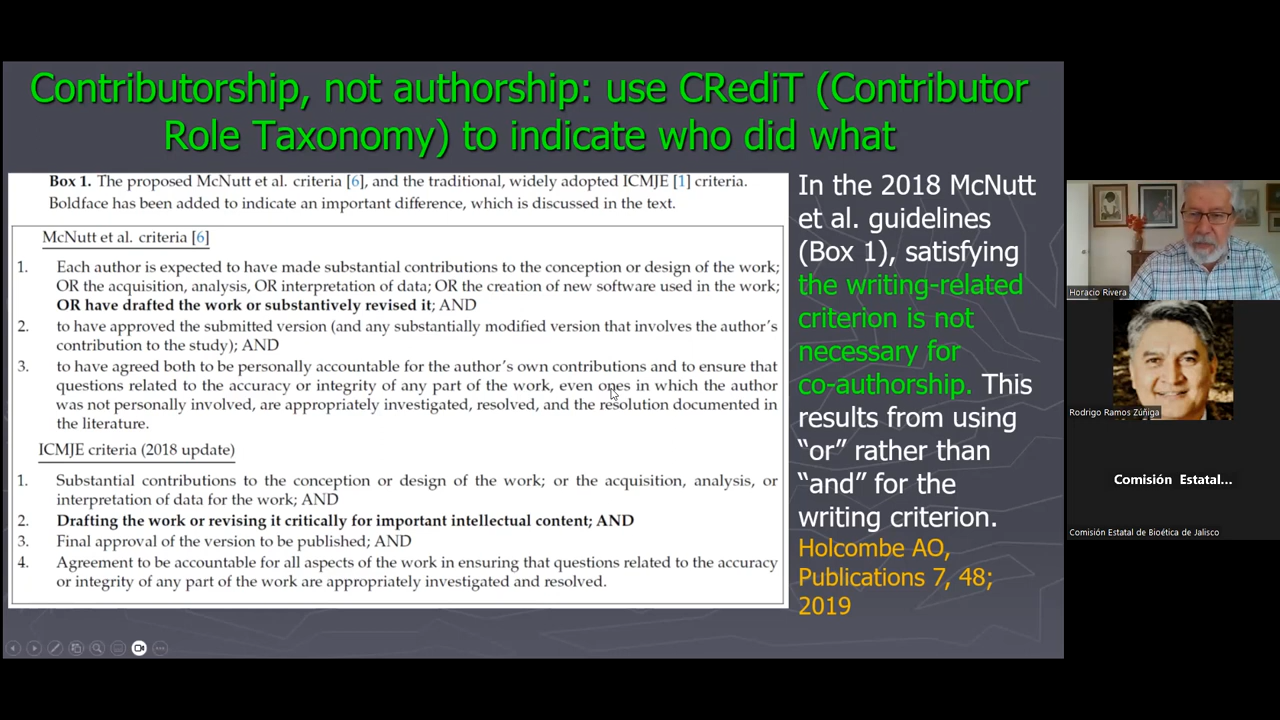 Contributorship, not authorship: use CRediT (Contributor
Role Taxonomy) to indicate who did what
Box 1. The proposed McNutt et al. criteria [6], and the traditional, widely adopted ICMJE [1] criteria.
Boldface has been added to indicate an important difference, which is discussed in the text.
McNutt et al. criteria [6]
1. Each author is expected to have made substantial contributions to the conception or design of the work;
OR the acquisition, analysis, OR interpretation of data; OR the creation of new software used in the work;
OR have drafted the work or substantively revised it; AND
2. to have approved the submitted version (and any substantially modified version that involves the author's
contribution to the study); AND
3. to have agreed both to be personally accountable for the author's own contributions and to ensure that
questions related to the accuracy or integrity of any part of the work, even ones in which the author
was not personally involved, are appropriately investigated, resolved, and the resolution documented in
the literature.
ICMJE criteria (2018 update)
1. Substantial contributions to the conception or design of the work; or the acquisition, analysis, or
interpretation of data for the work; AND
2. Drafting the work or revising it critically for important intellectual content; AND
3. Final approval of the version to be published; AND
4. Agreement to be accountable for all aspects of the work in ensuring that questions related to the accuracy
or integrity of any part of the work are appropriately investigated and resolved.
In the 2018 McNutt
et al. guidelines
(Box 1), satisfying
the writing-related
criterion is not
necessary for
co-authorship. This
results from using
“or” rather than
“and” for the
writing criterion.
Holcombe AO,
Publications 7, 48;
2019
Horacio Rivera
Rodrigo Ramos Zúñiga
Comisión Estatal...
Comisión Estatal de Bioética de Jalisco